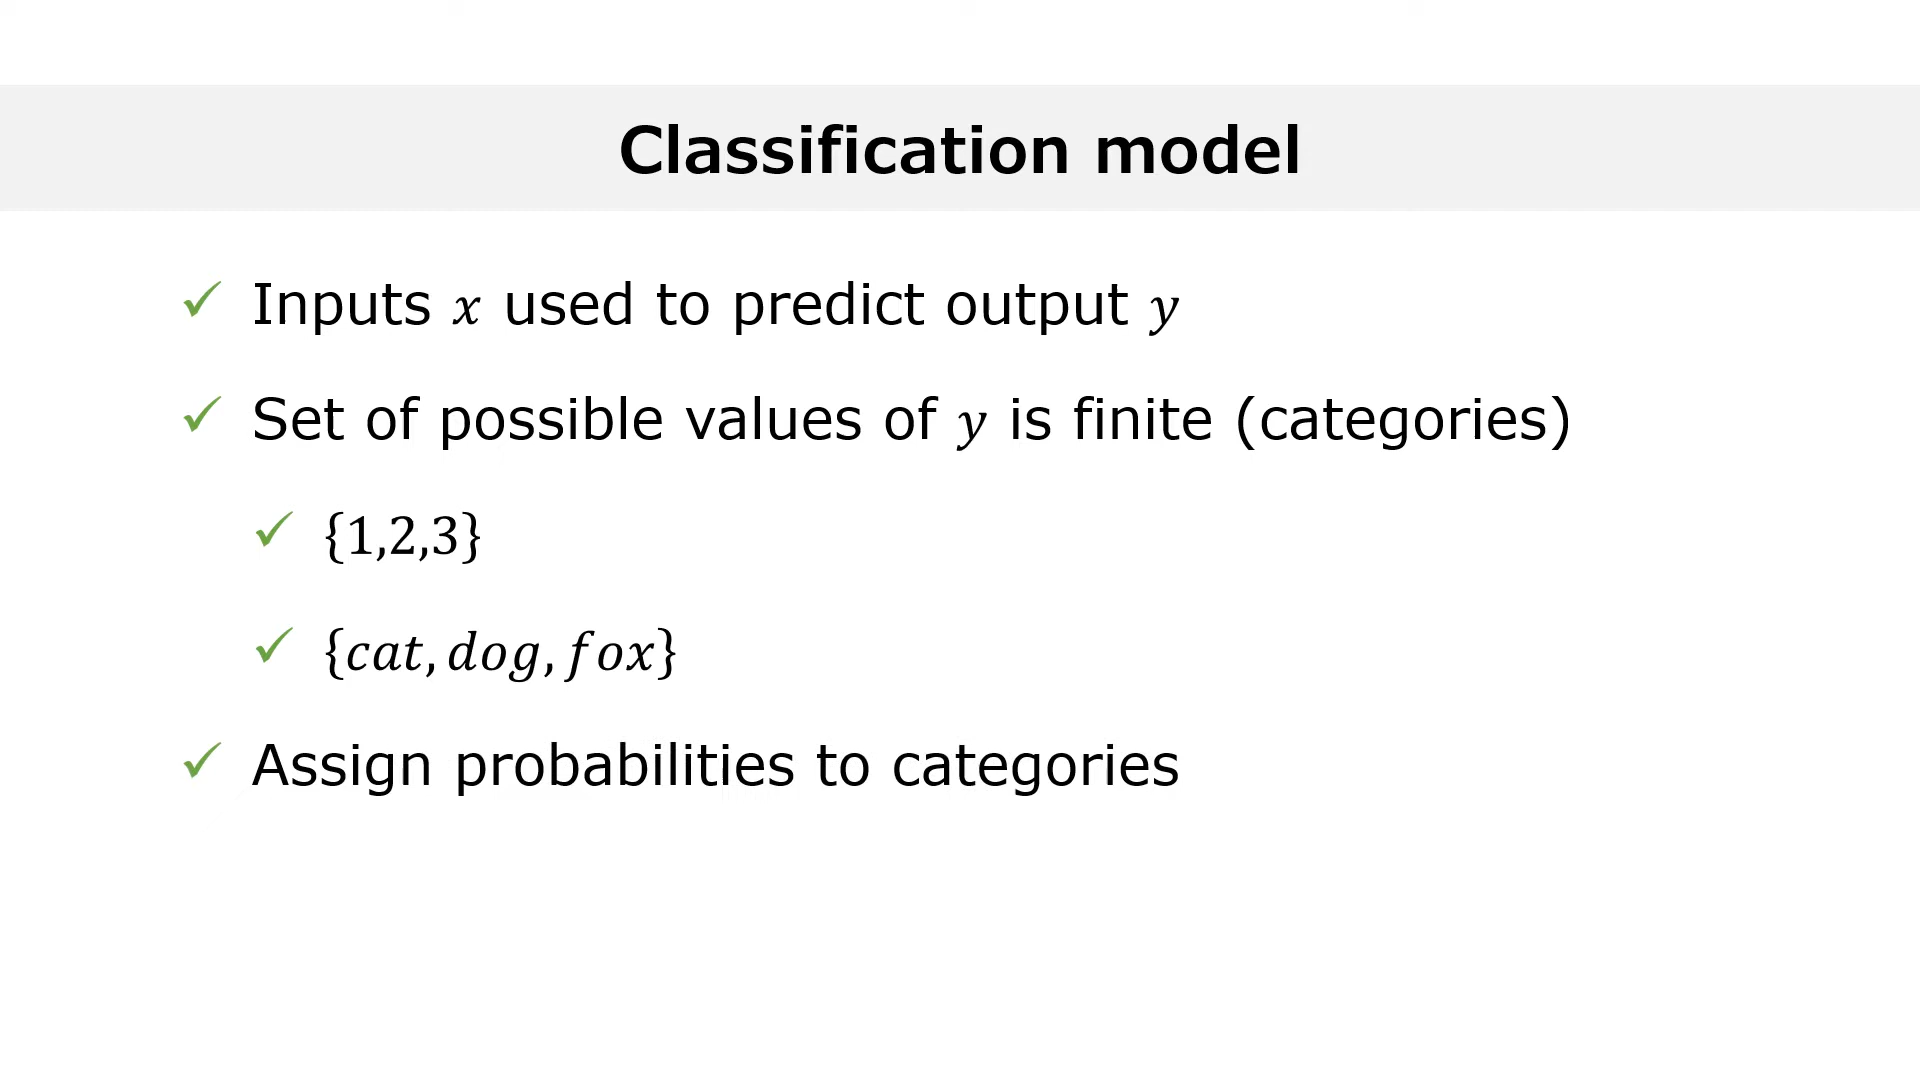 Classification model
✓ Inputs x used to predict output y
✓ Set of possible values of y is finite (categories)
✓ {1,2,3}
✓ {cat, dog, fox}
✓ Assign probabilities to categories